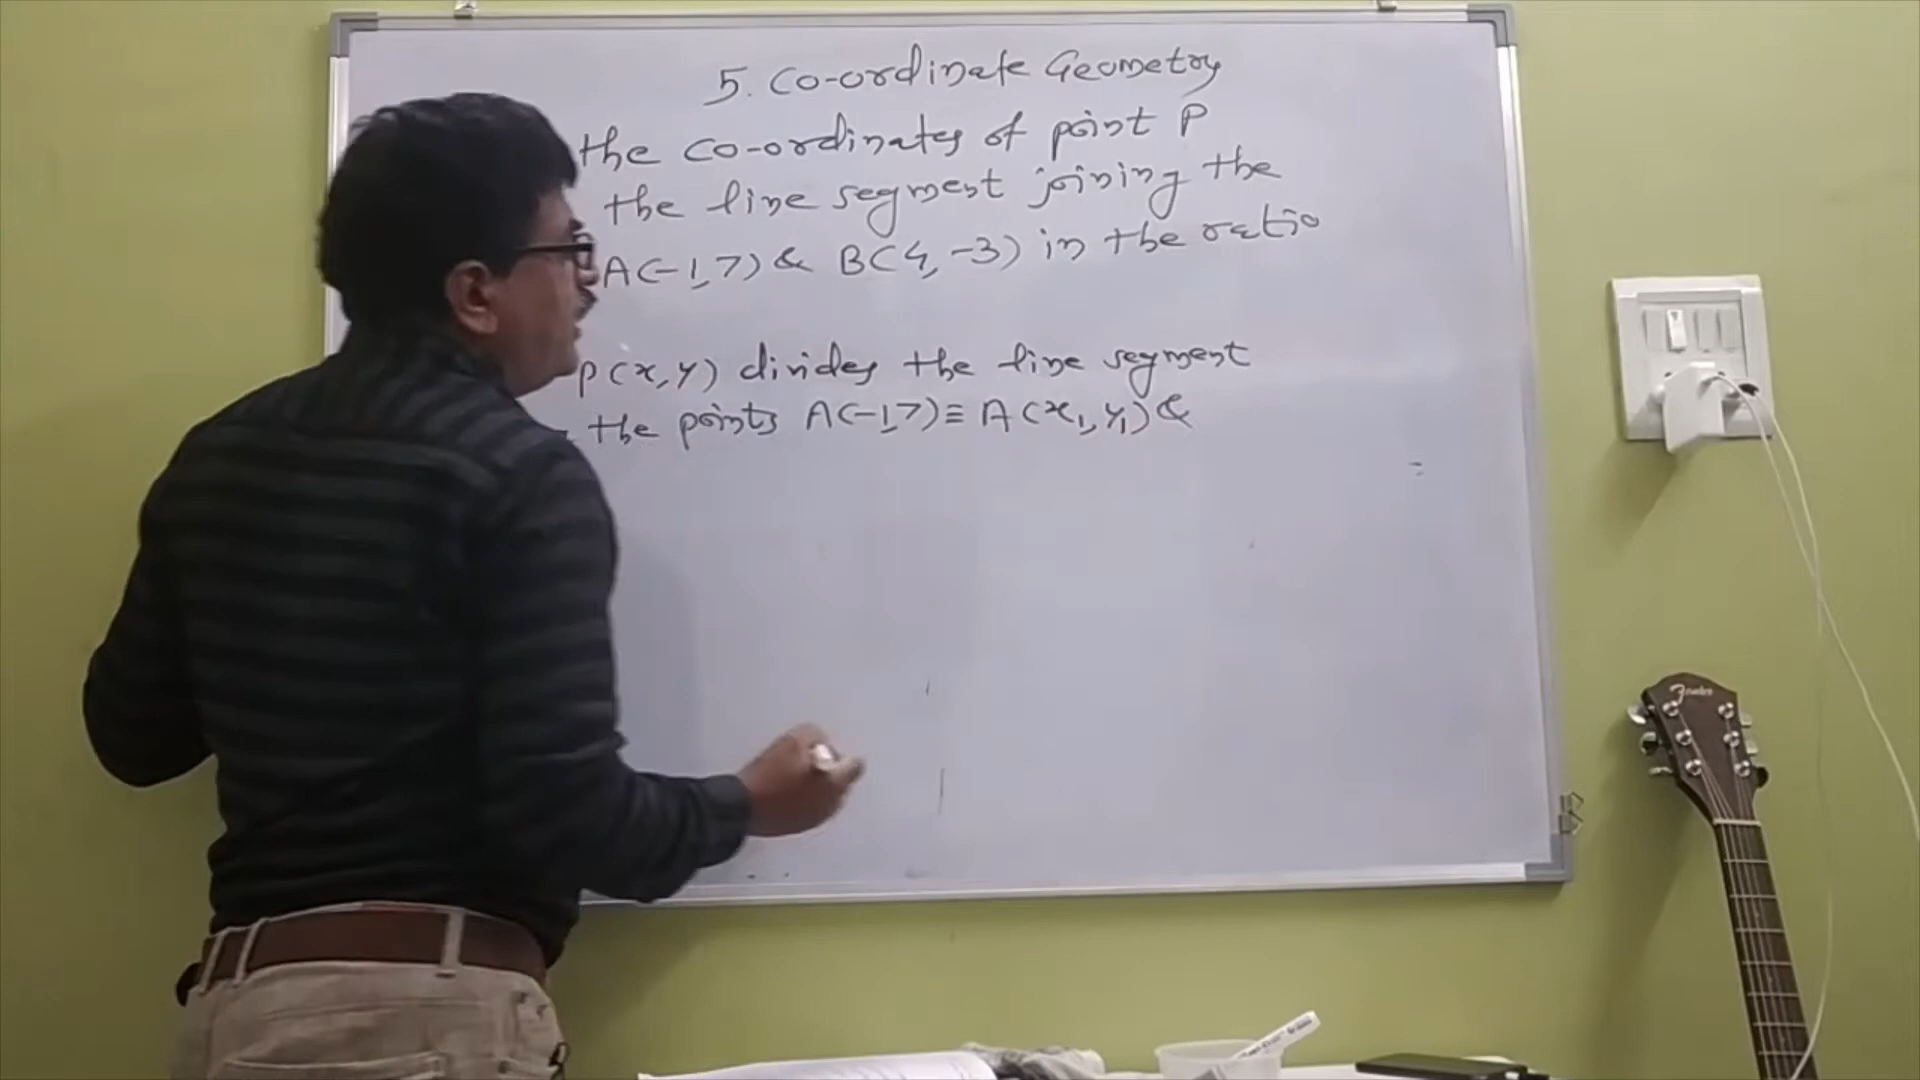 5. Co-ordinate Geometry
the co-ordinates of point P
the line segment joining the
A(-1,7) & B(4,-3) in the ratio
P(x,y) divides the line segment
the points A(-1,7) ≡ A(x₁,y₁) &
Fender